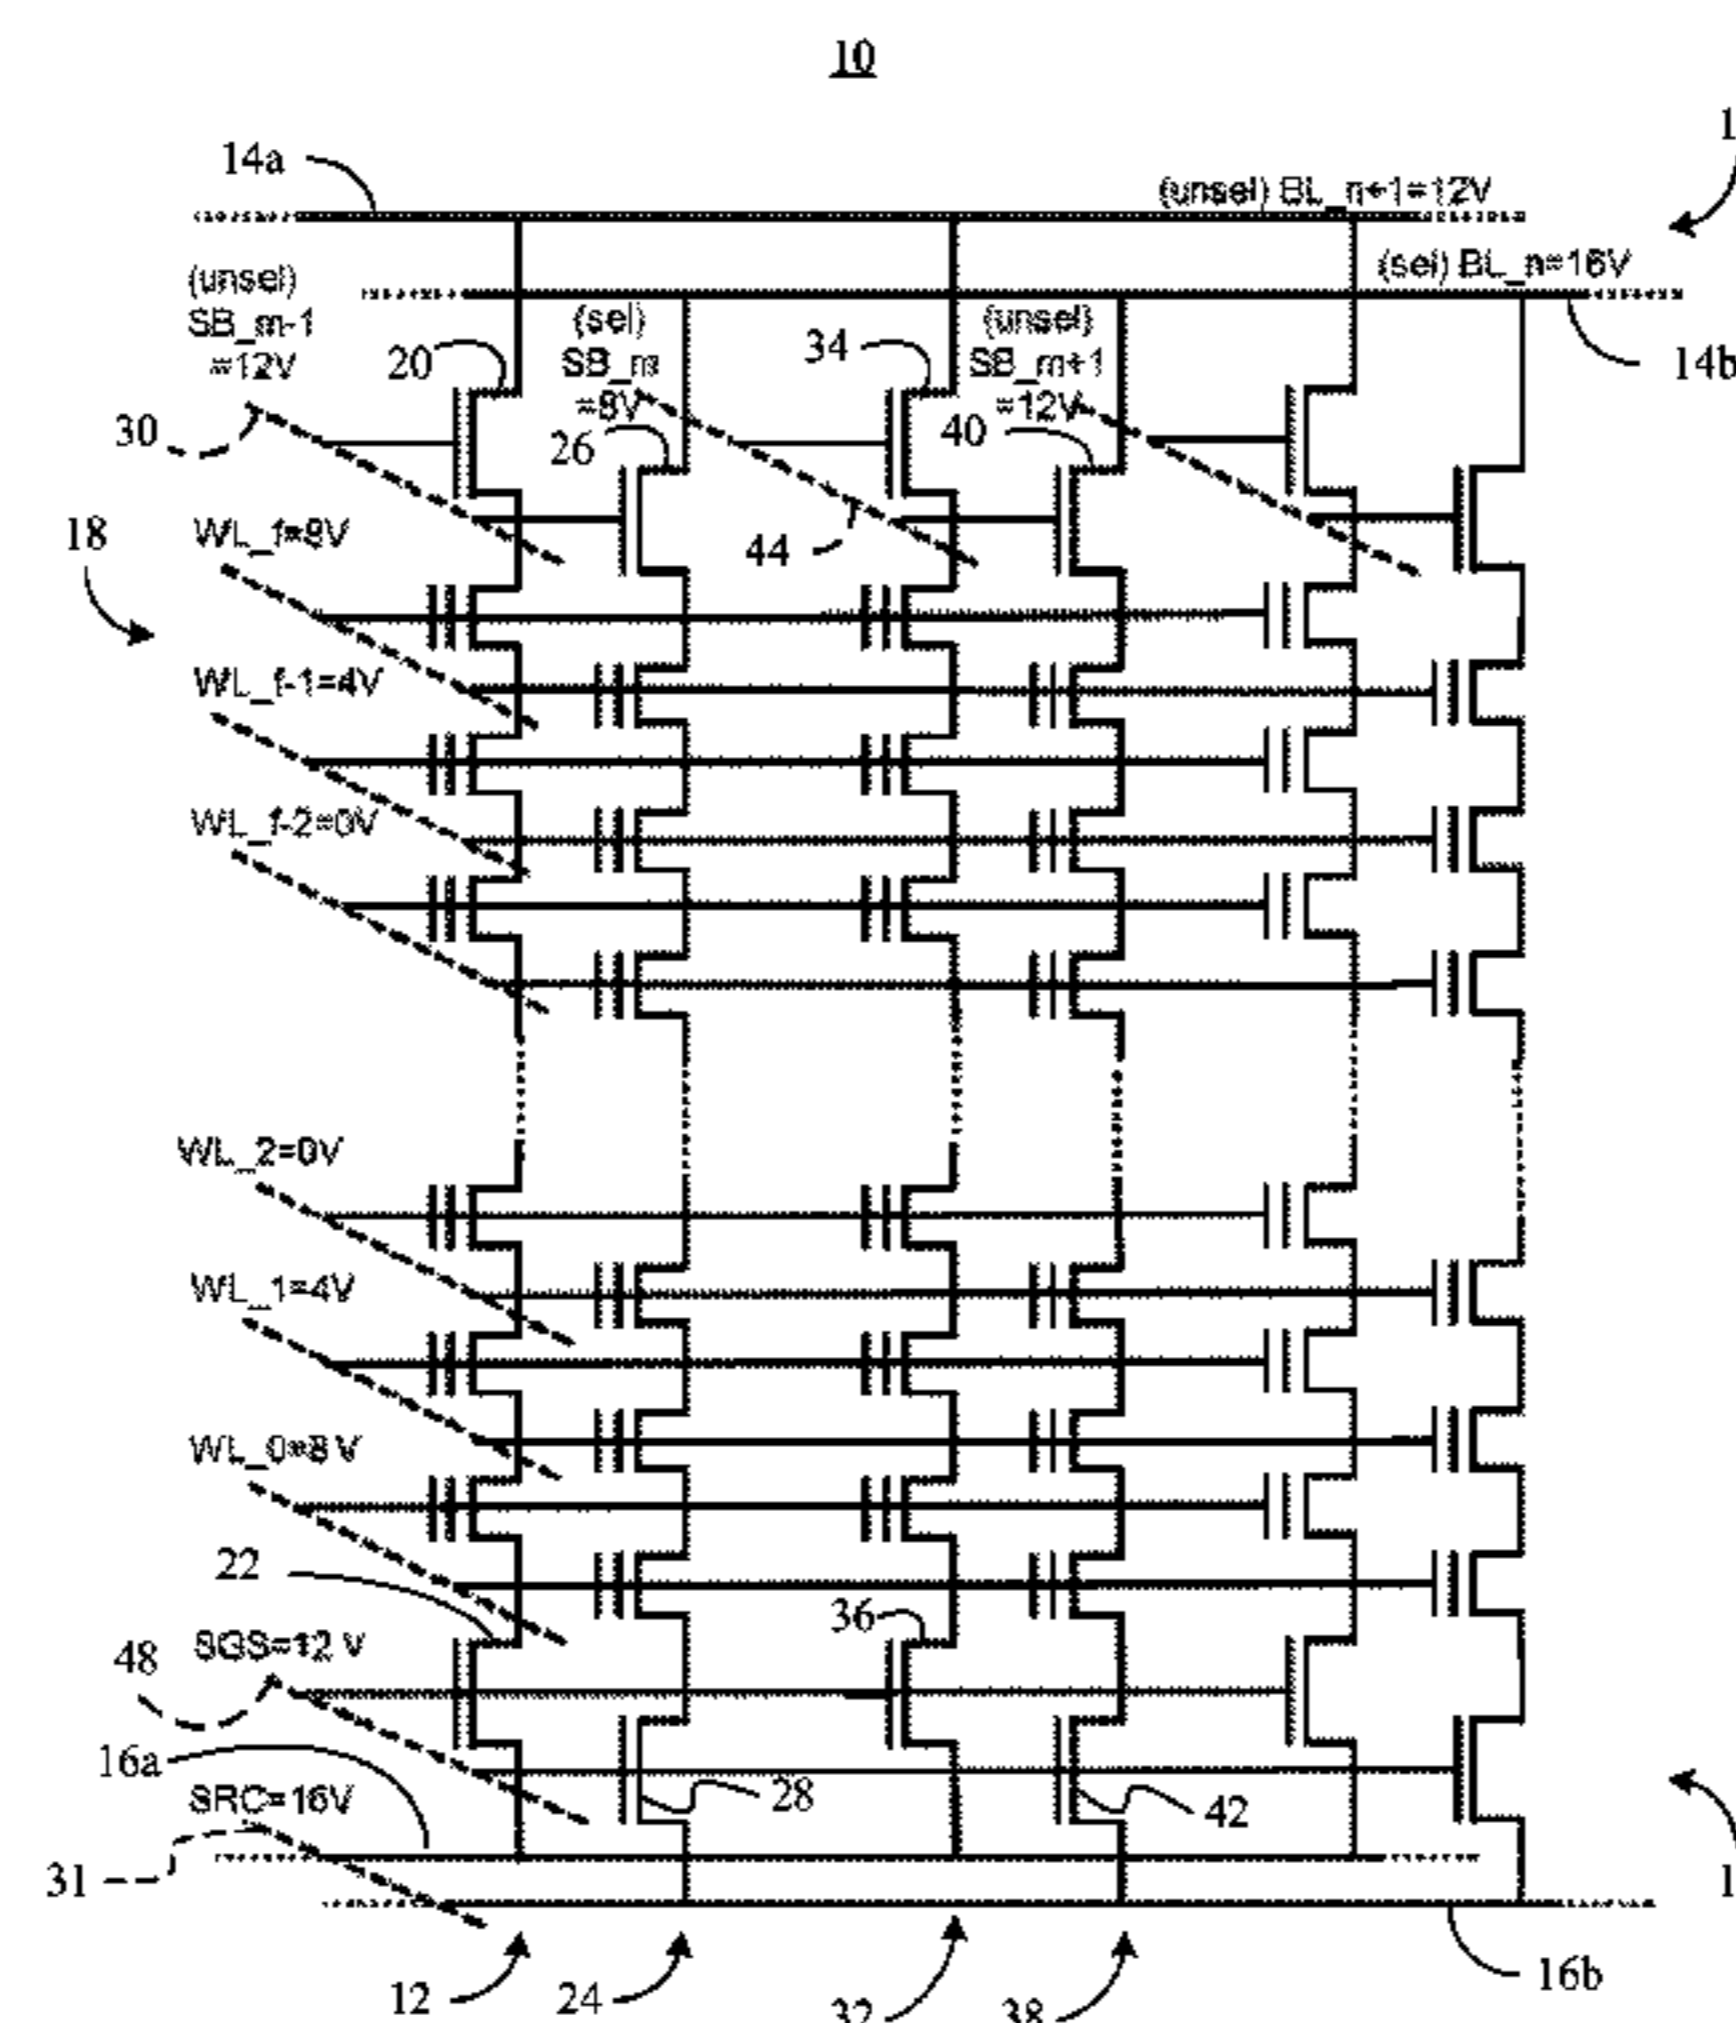 10
1
14a
(unsel) BL_n+1=12V
(sel) BL_n=16V
(unsel)
SB_m-1
=12V
(sel)
SB_m
=8V
(unsel)
SB_m+1
=12V
20
34
14b
30
26
40
44
18
WL_f=8V
WL_f-1=4V
WL_f-2=0V
WL_2=0V
WL_1=4V
WL_0=8 V
22
36
SGS=12 V
48
16a
28
42
SRC=16V
31
1
16b
12
24
32
38